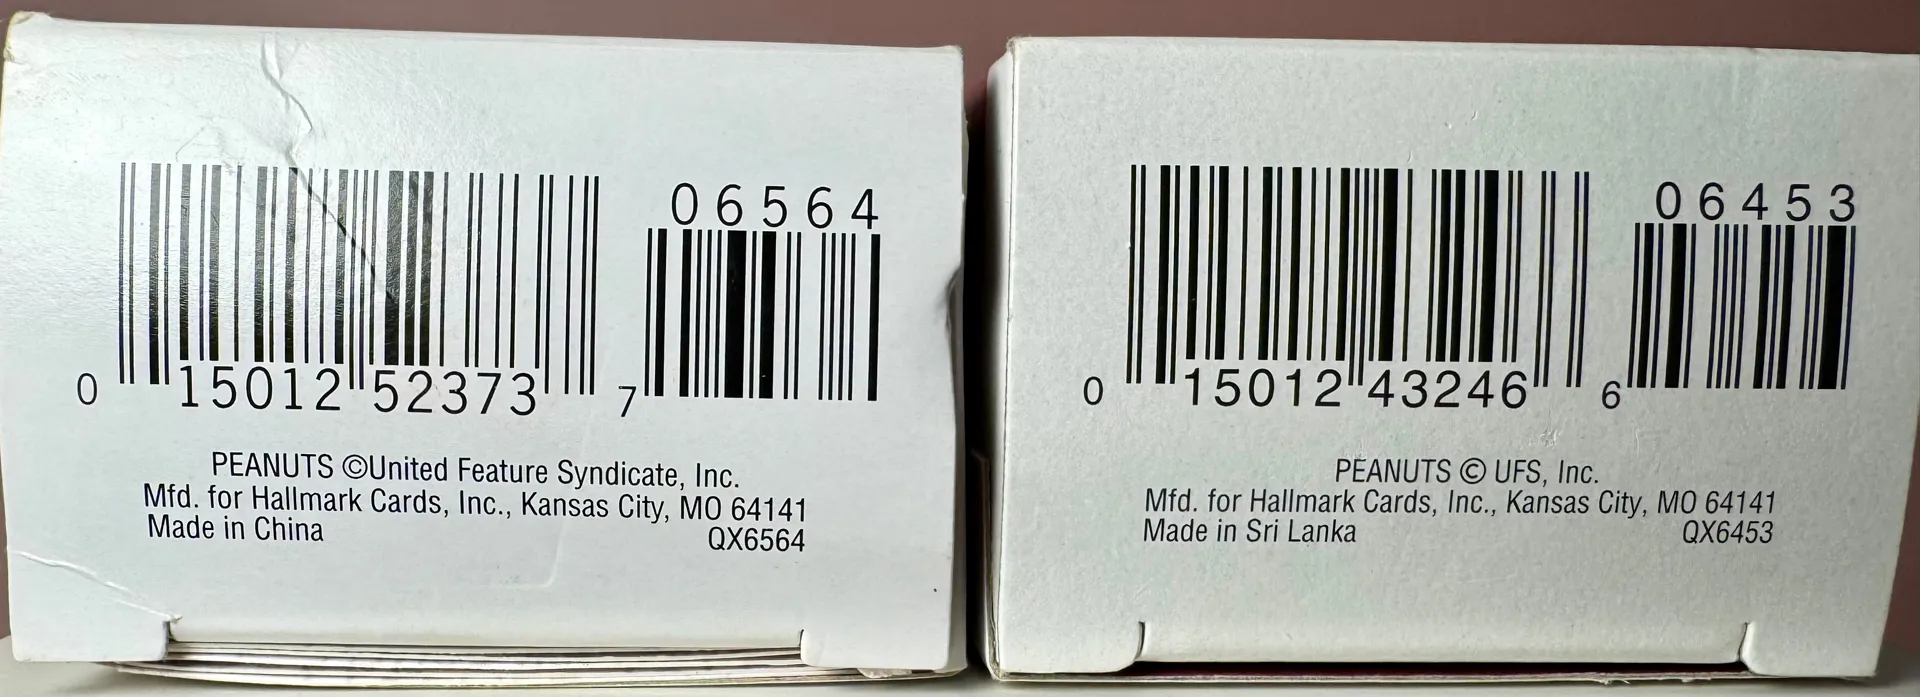 06564
0 15012 52373 7
PEANUTS ©United Feature Syndicate, Inc.
Mfd. for Hallmark Cards, Inc., Kansas City, MO 64141
Made in China QX6564
06453
0 15012 43246 6
PEANUTS © UFS, Inc.
Mfd. for Hallmark Cards, Inc., Kansas City, MO 64141
Made in Sri Lanka QX6453